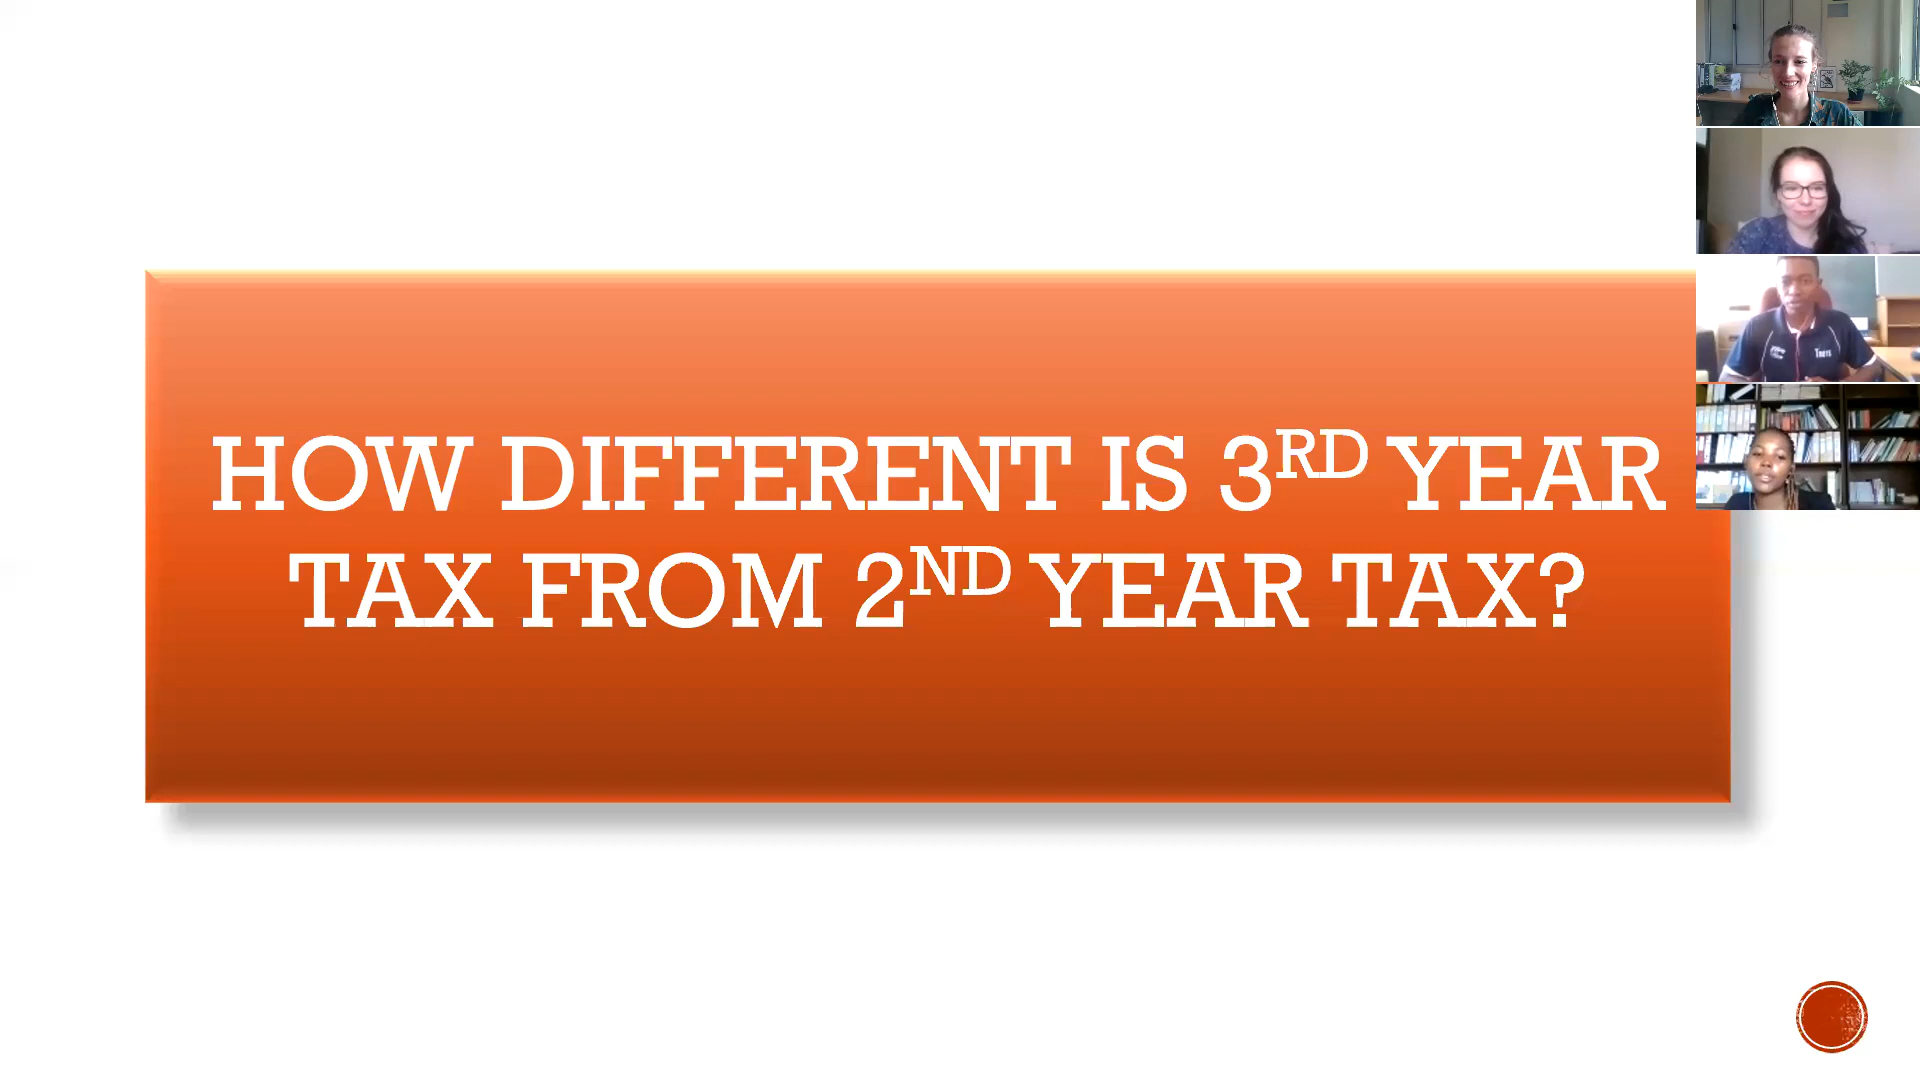 HOW DIFFERENT IS 3RD YEAR
TAX FROM 2ND YEAR TAX?